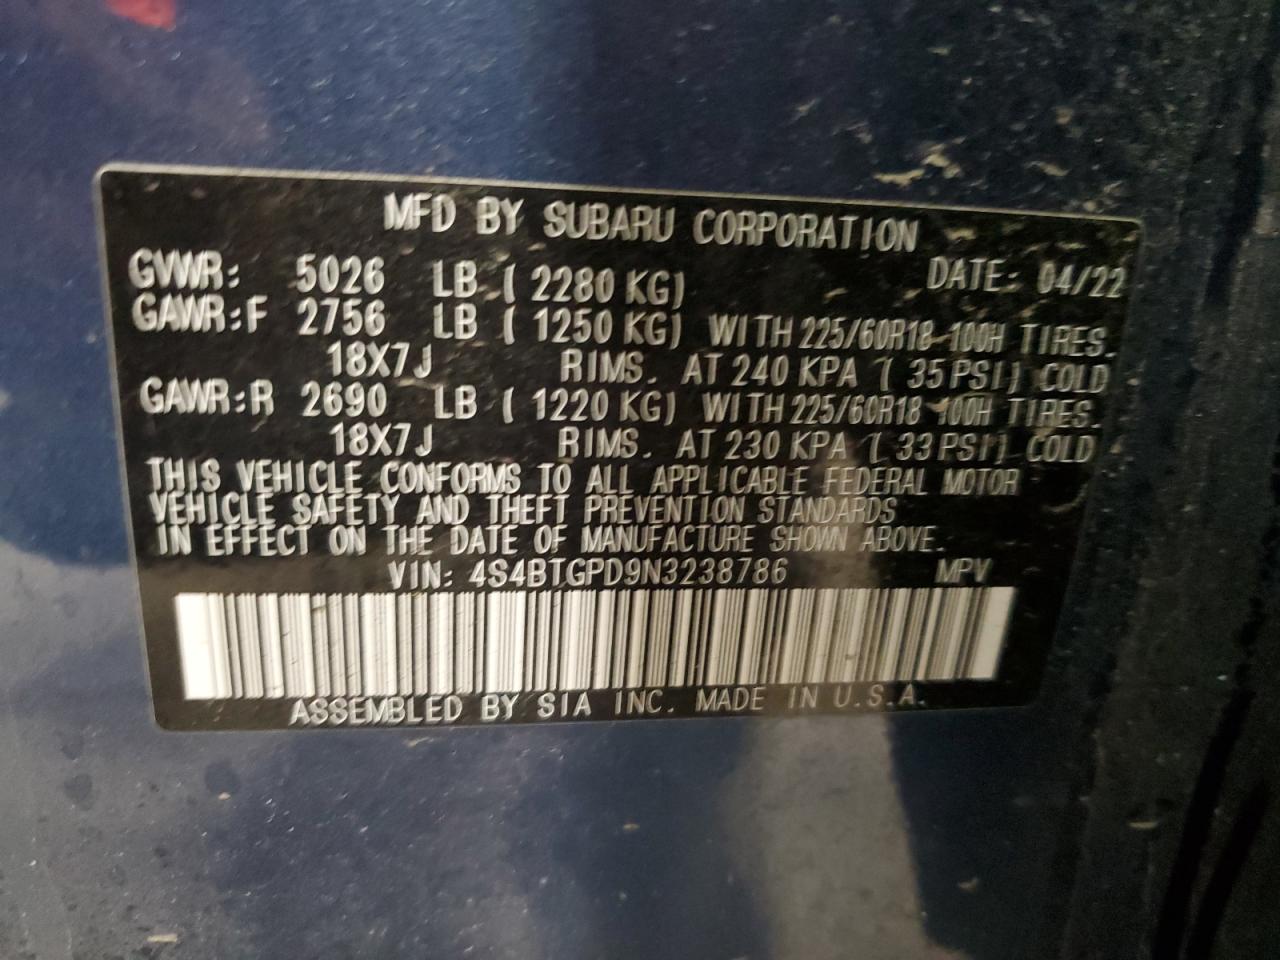 MFD BY SUBARU CORPORATION
GVWR: 5026 LB ( 2280 KG) DATE: 04/22
GAWR:F 2756 LB ( 1250 KG) WITH 225/60R18 100H TIRES.
18X7J RIMS. AT 240 KPA ( 35PSI) COLD
GAWR:R 2690 LB ( 1220 KG) WITH 225/60R18 100H TIRES.
18X7J RIMS. AT 230 KPA ( 33PSI) COLD
THIS VEHICLE CONFORMS TO ALL APPLICABLE FEDERAL MOTOR
VEHICLE SAFETY AND THEFT PREVENTION STANDARDS
IN EFFECT ON THE DATE OF MANUFACTURE SHOWN ABOVE.
VIN: 4S4BTGPD9N3238786 MPV
ASSEMBLED BY SIA INC. MADE IN U.S.A.